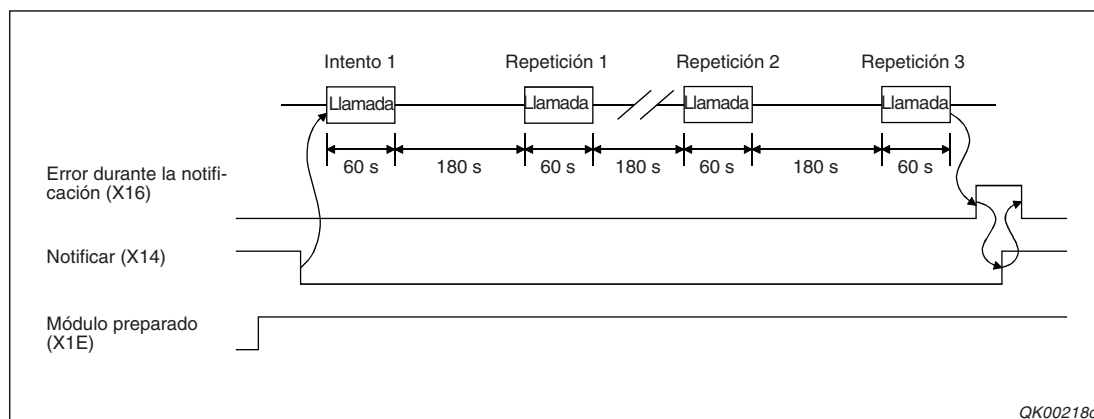 Intento 1
Repetición 1
Repetición 2
Repetición 3
Llamada
Llamada
Llamada
Llamada
60 s
180 s
60 s
180 s
60 s
180 s
60 s
Error durante la notifi-
cación (X16)
Notificar (X14)
Módulo preparado
(X1E)
QK00218c